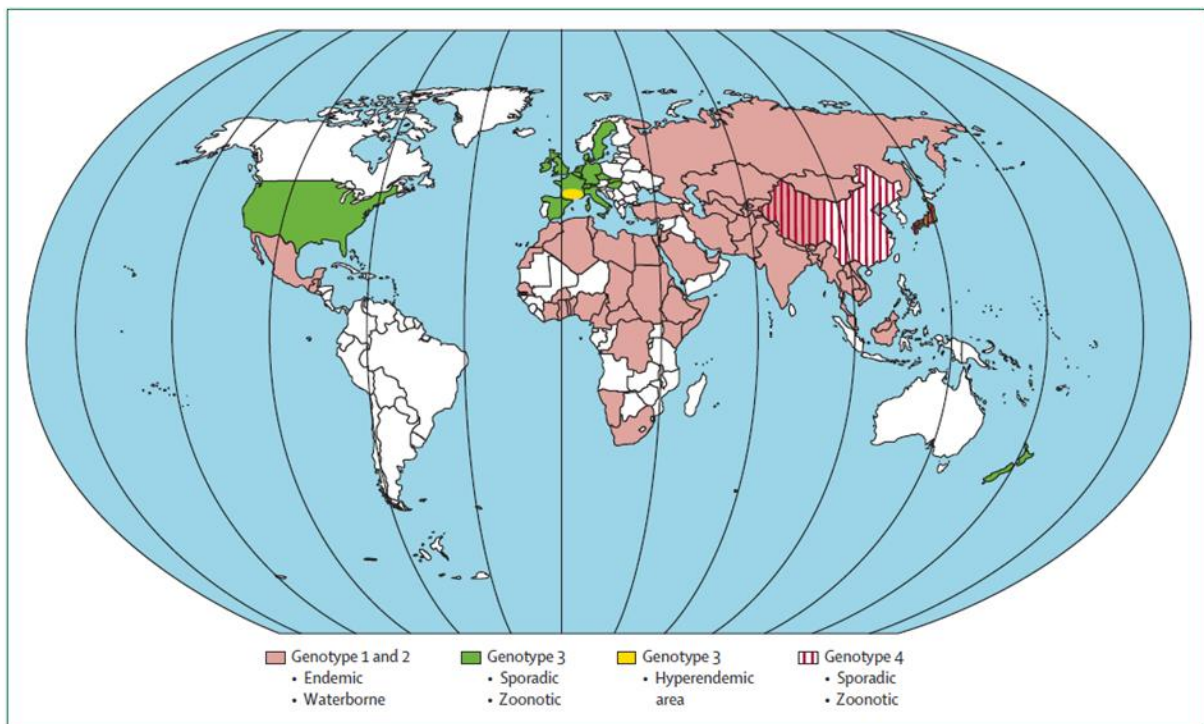 Genotype 1 and 2
• Endemic
• Waterborne
Genotype 3
• Sporadic
• Zoonotic
Genotype 3
• Hyperendemic
area
Genotype 4
• Sporadic
• Zoonotic